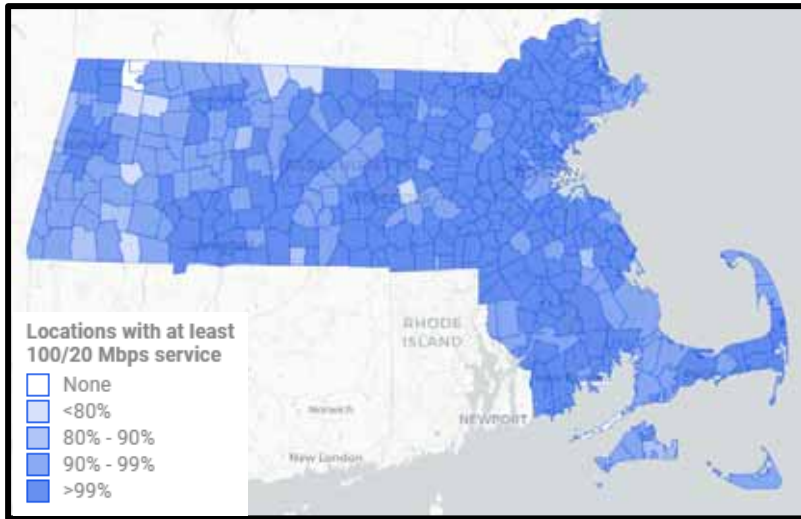 RHODE
ISLAND
Locations with at least
100/20 Mbps service
None
<80%
80% - 90%
90% - 99%
>99%
Norwich
NEWPORT
New London